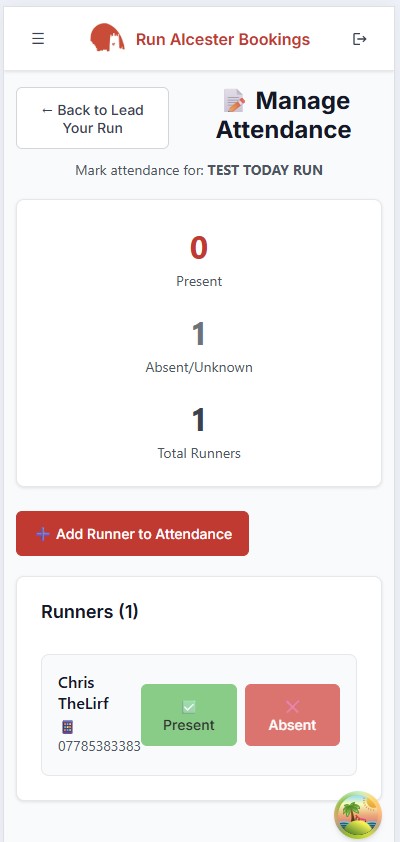 Run Alcester Bookings
← Back to Lead
Your Run
Manage
Attendance
Mark attendance for: TEST TODAY RUN
0
Present
1
Absent/Unknown
1
Total Runners
Add Runner to Attendance
Runners (1)
Chris
TheLirf
07785383383
Present
Absent